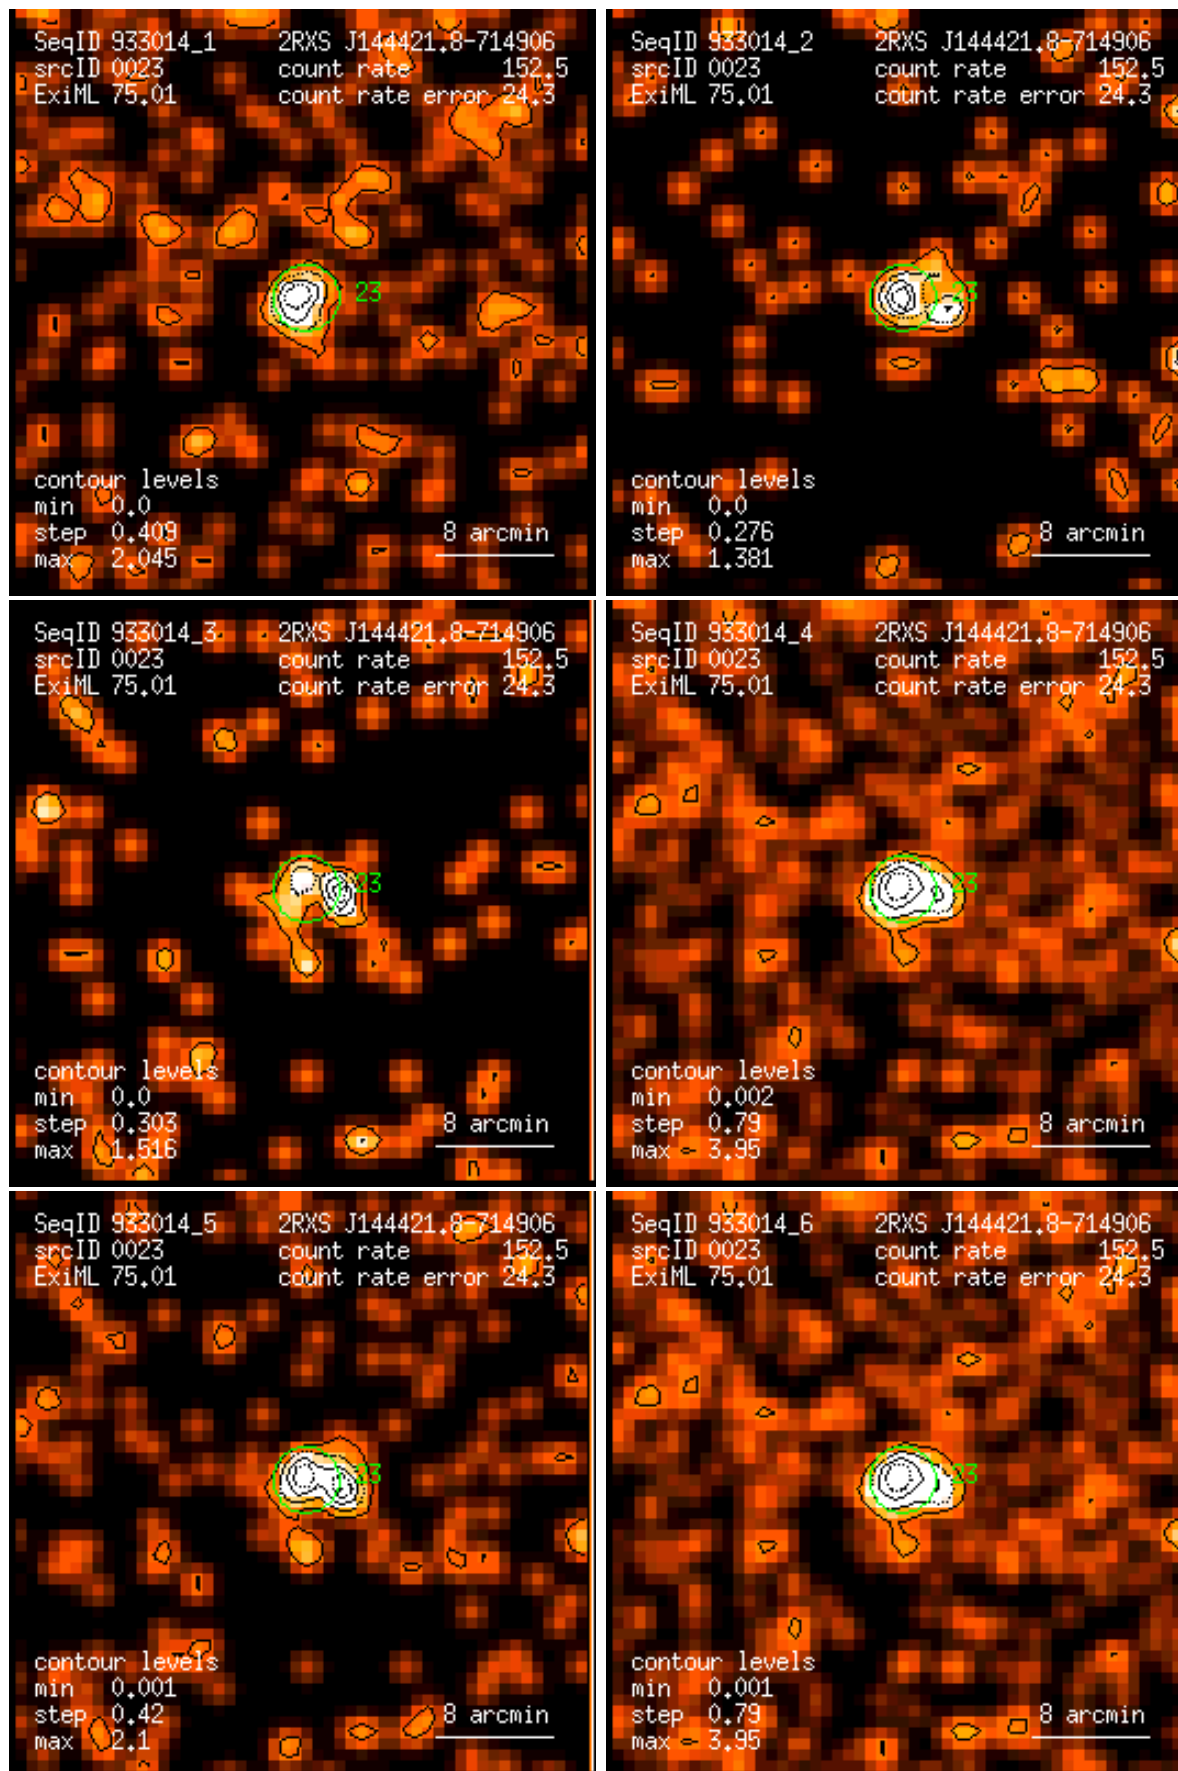 SeqID 933014_1 2RXS J144421.8-714906
srcID 0023 count rate 152.5
ExiML 75.01 count rate error 24.3
23
contour levels
min 0.0
step 0.409
max 2.045
8 arcmin
SeqID 933014_2 2RXS J144421.8-714906
srcID 0023 count rate 152.5
ExiML 75.01 count rate error 24.3
23
contour levels
min 0.0
step 0.276
max 1.381
8 arcmin
SeqID 933014_3 2RXS J144421.8-714906
srcID 0023 count rate 152.5
ExiML 75.01 count rate error 24.3
23
contour levels
min 0.0
step 0.303
max 1.516
8 arcmin
SeqID 933014_4 2RXS J144421.8-714906
srcID 0023 count rate 152.5
ExiML 75.01 count rate error 24.3
23
contour levels
min 0.002
step 0.79
max 3.95
8 arcmin
SeqID 933014_5 2RXS J144421.8-714906
srcID 0023 count rate 152.5
ExiML 75.01 count rate error 24.3
23
contour levels
min 0.001
step 0.42
max 2.1
8 arcmin
SeqID 933014_6 2RXS J144421.8-714906
srcID 0023 count rate 152.5
ExiML 75.01 count rate error 24.3
23
contour levels
min 0.001
step 0.79
max 3.95
8 arcmin